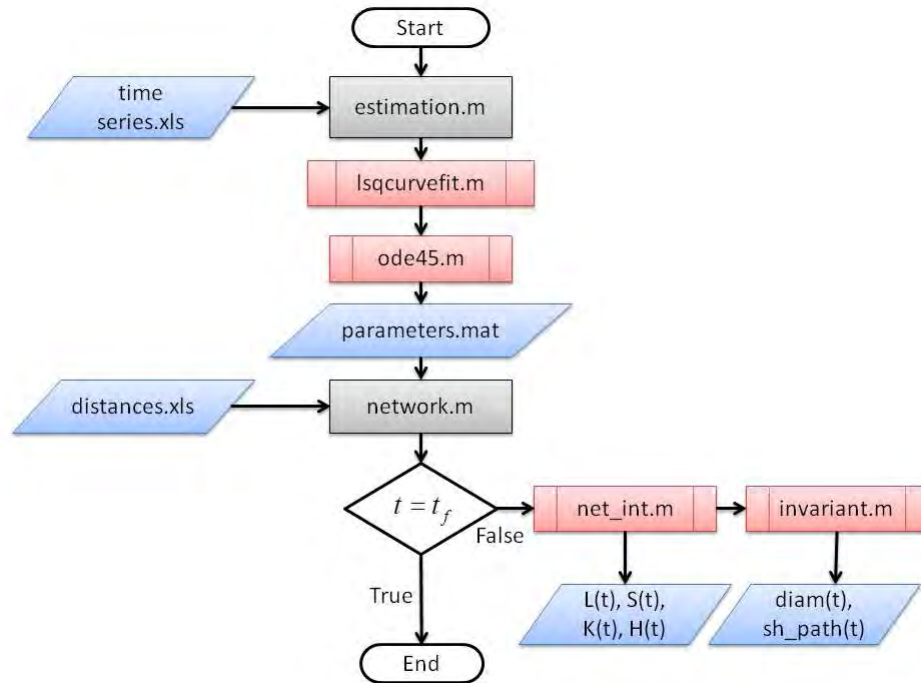 Start
time
series.xls
estimation.m
lsqcurvefit.m
ode45.m
parameters.mat
distances.xls
network.m
t = t_f
False
net_int.m
invariant.m
True
L(t), S(t),
K(t), H(t)
diam(t),
sh_path(t)
End